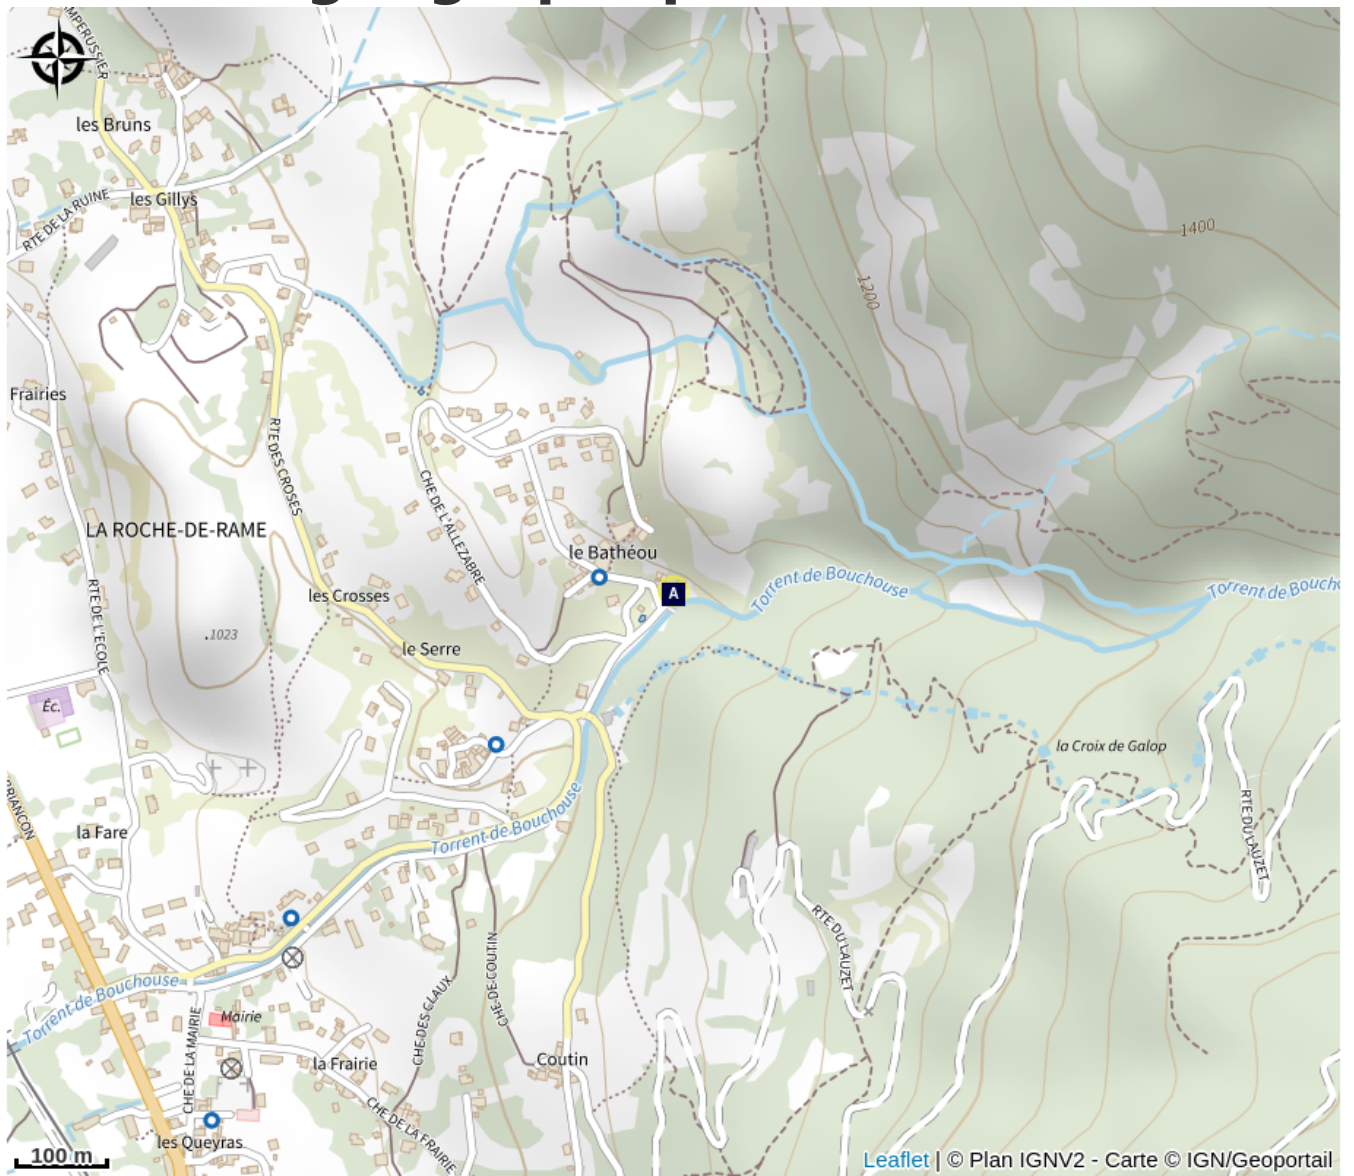 les Bruns
les Gillys
RTE DE LA RUINE
1400
1200
Frairies
RTE DES CROSES
CHE DE L'ALLEZABRE
LA ROCHE-DE-RAME
le Bathéou
A
Torrent de Bouchouse
Torrent de Bouch
les Crosses
RTE DE L'ECOLE
.1023
le Serre
Éc.
la Croix de Galop
BRIANCON
la Fare
Torrent de Bouchouse
RTE DU LAUZET
RTE DU LAUZET
CHE DE COUTIN
CHE DES CLAUX
Torrent de Bouchouse
Mairie
CHE DE LA MAIRIE
la Frairie
Coutin
CHE DE LA FRAIRIE
les Queyras
100 m
Leaflet | © Plan IGNV2 - Carte © IGN/Geoportail